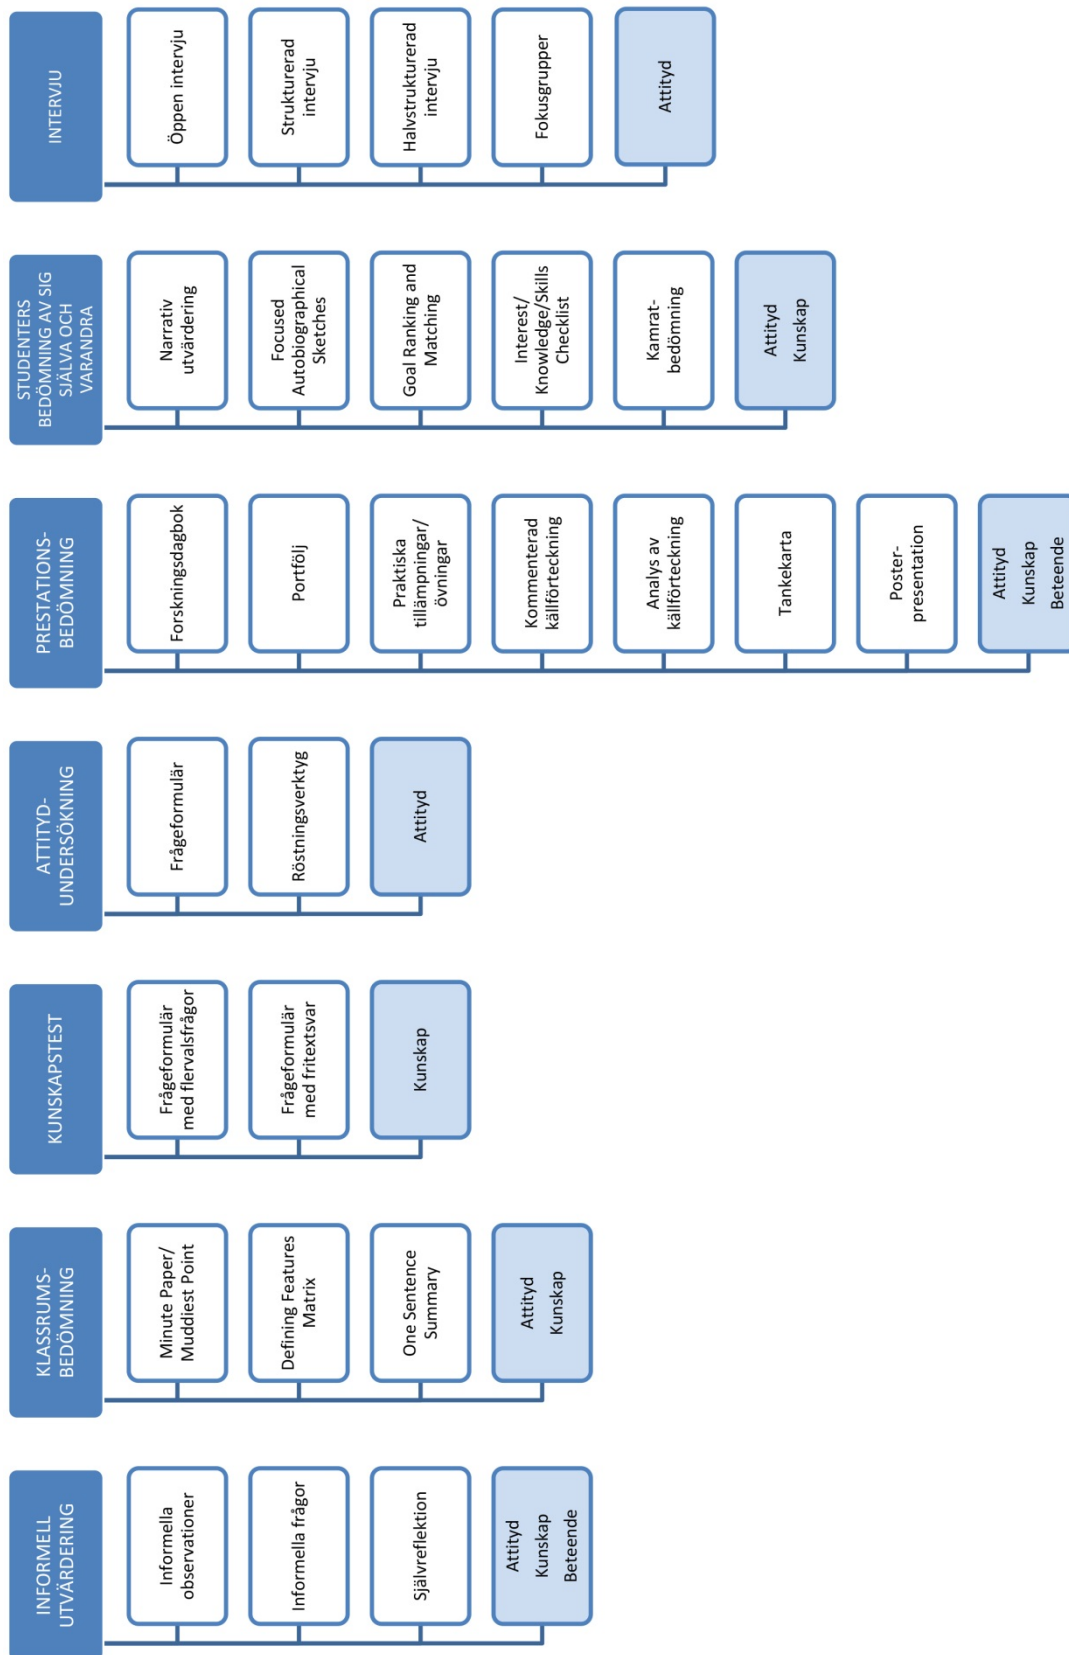 INFORMELL
UTVÄRDERING
Informella
observationer
Informella frågor
Självreflektion
Attityd
Kunskap
Beteende
KLASSRUMS-
BEDÖMNING
Minute Paper/
Muddiest Point
Defining Features
Matrix
One Sentence
Summary
Attityd
Kunskap
KUNSKAPSTEST
Frågeformulär
med flervalsfrågor
Frågeformulär
med fritextsvar
Kunskap
ATTITYD-
UNDERSÖKNING
Frågeformulär
Röstningsverktyg
Attityd
PRESTATIONS-
BEDÖMNING
Forskningsdagbok
Portfölj
Praktiska
tillämpningar/
övningar
Kommenterad
källförteckning
Analys av
källförteckning
Tankekarta
Poster-
presentation
Attityd
Kunskap
Beteende
STUDENTERS
BEDÖMNING AV SIG
SJÄLVA OCH
VARANDRA
Narrativ
utvärdering
Focused
Autobiographical
Sketches
Goal Ranking and
Matching
Interest/
Knowledge/Skills
Checklist
Kamrat-
bedömning
Attityd
Kunskap
INTERVJU
Öppen intervju
Strukturerad
intervju
Halvstrukturerad
intervju
Fokusgrupper
Attityd